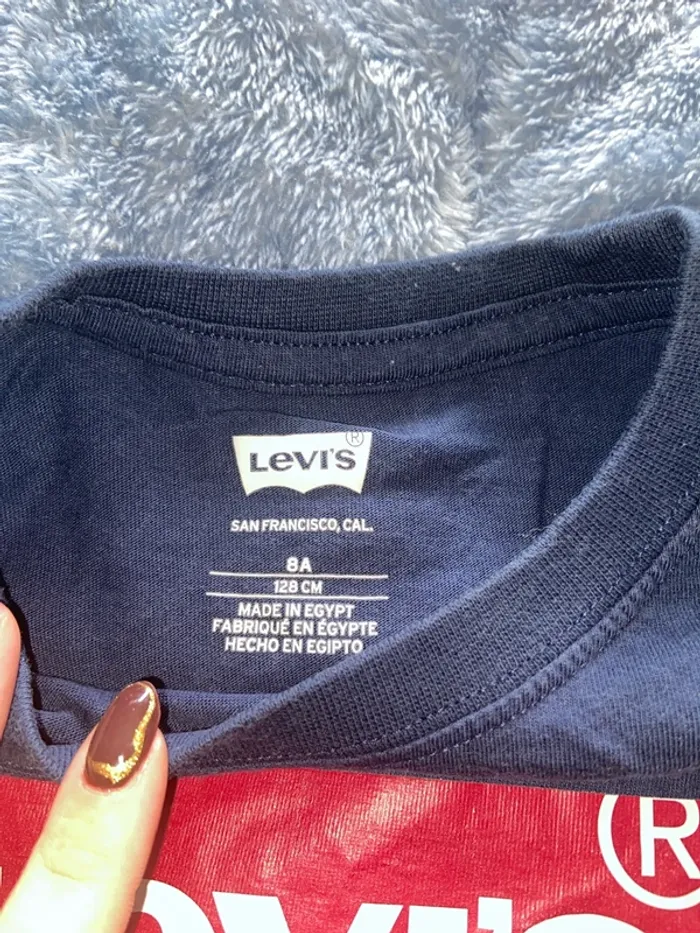 LEVI'S
®
SAN FRANCISCO, CAL.
8A
128 CM
MADE IN EGYPT
FABRIQUÉ EN ÉGYPTE
HECHO EN EGIPTO
®